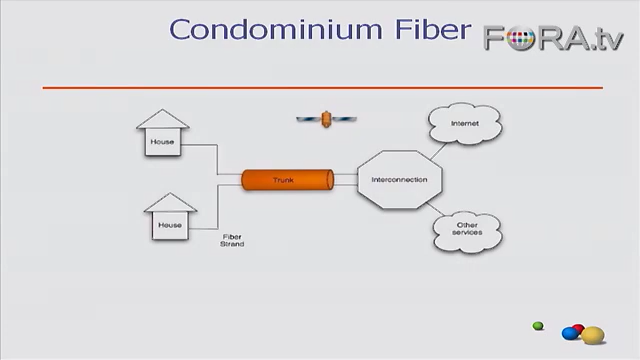 Condominium Fiber
FORA.tv
House
Internet
Trunk
Interconnection
House
Fiber
Strand
Other
services